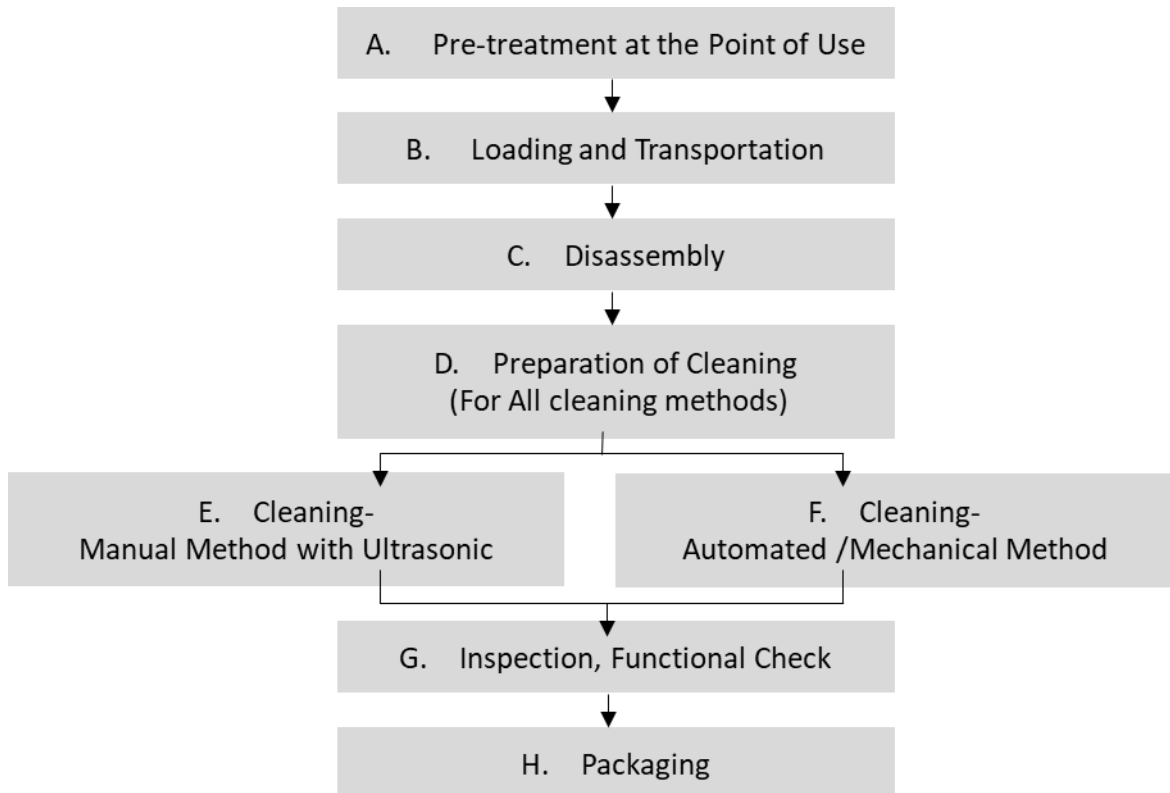 A. Pre-treatment at the Point of Use
B. Loading and Transportation
C. Disassembly
D. Preparation of Cleaning
(For All cleaning methods)
E. Cleaning-
Manual Method with Ultrasonic
F. Cleaning-
Automated /Mechanical Method
G. Inspection, Functional Check
H. Packaging